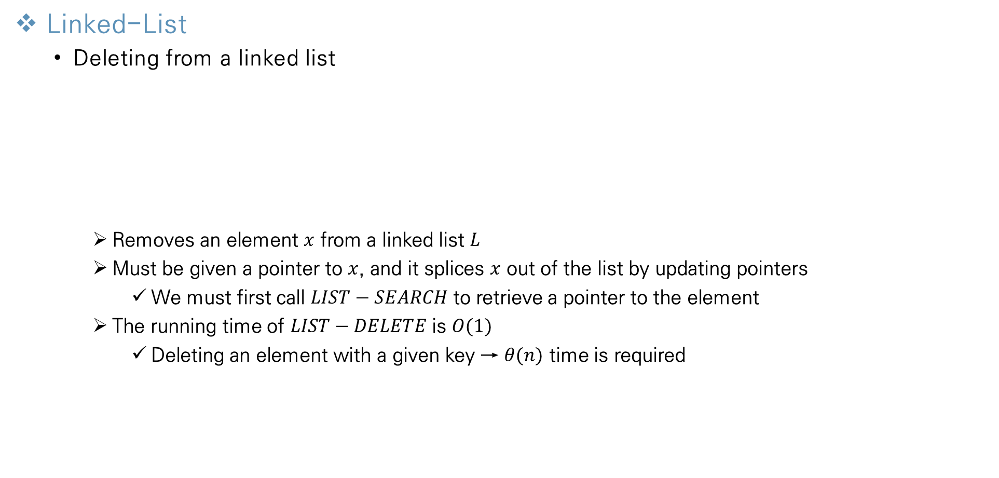 ❖ Linked-List
• Deleting from a linked list
➢ Removes an element x from a linked list L
➢ Must be given a pointer to x, and it splices x out of the list by updating pointers
✓ We must first call LIST − SEARCH to retrieve a pointer to the element
➢ The running time of LIST − DELETE is O(1)
✓ Deleting an element with a given key → θ(n) time is required